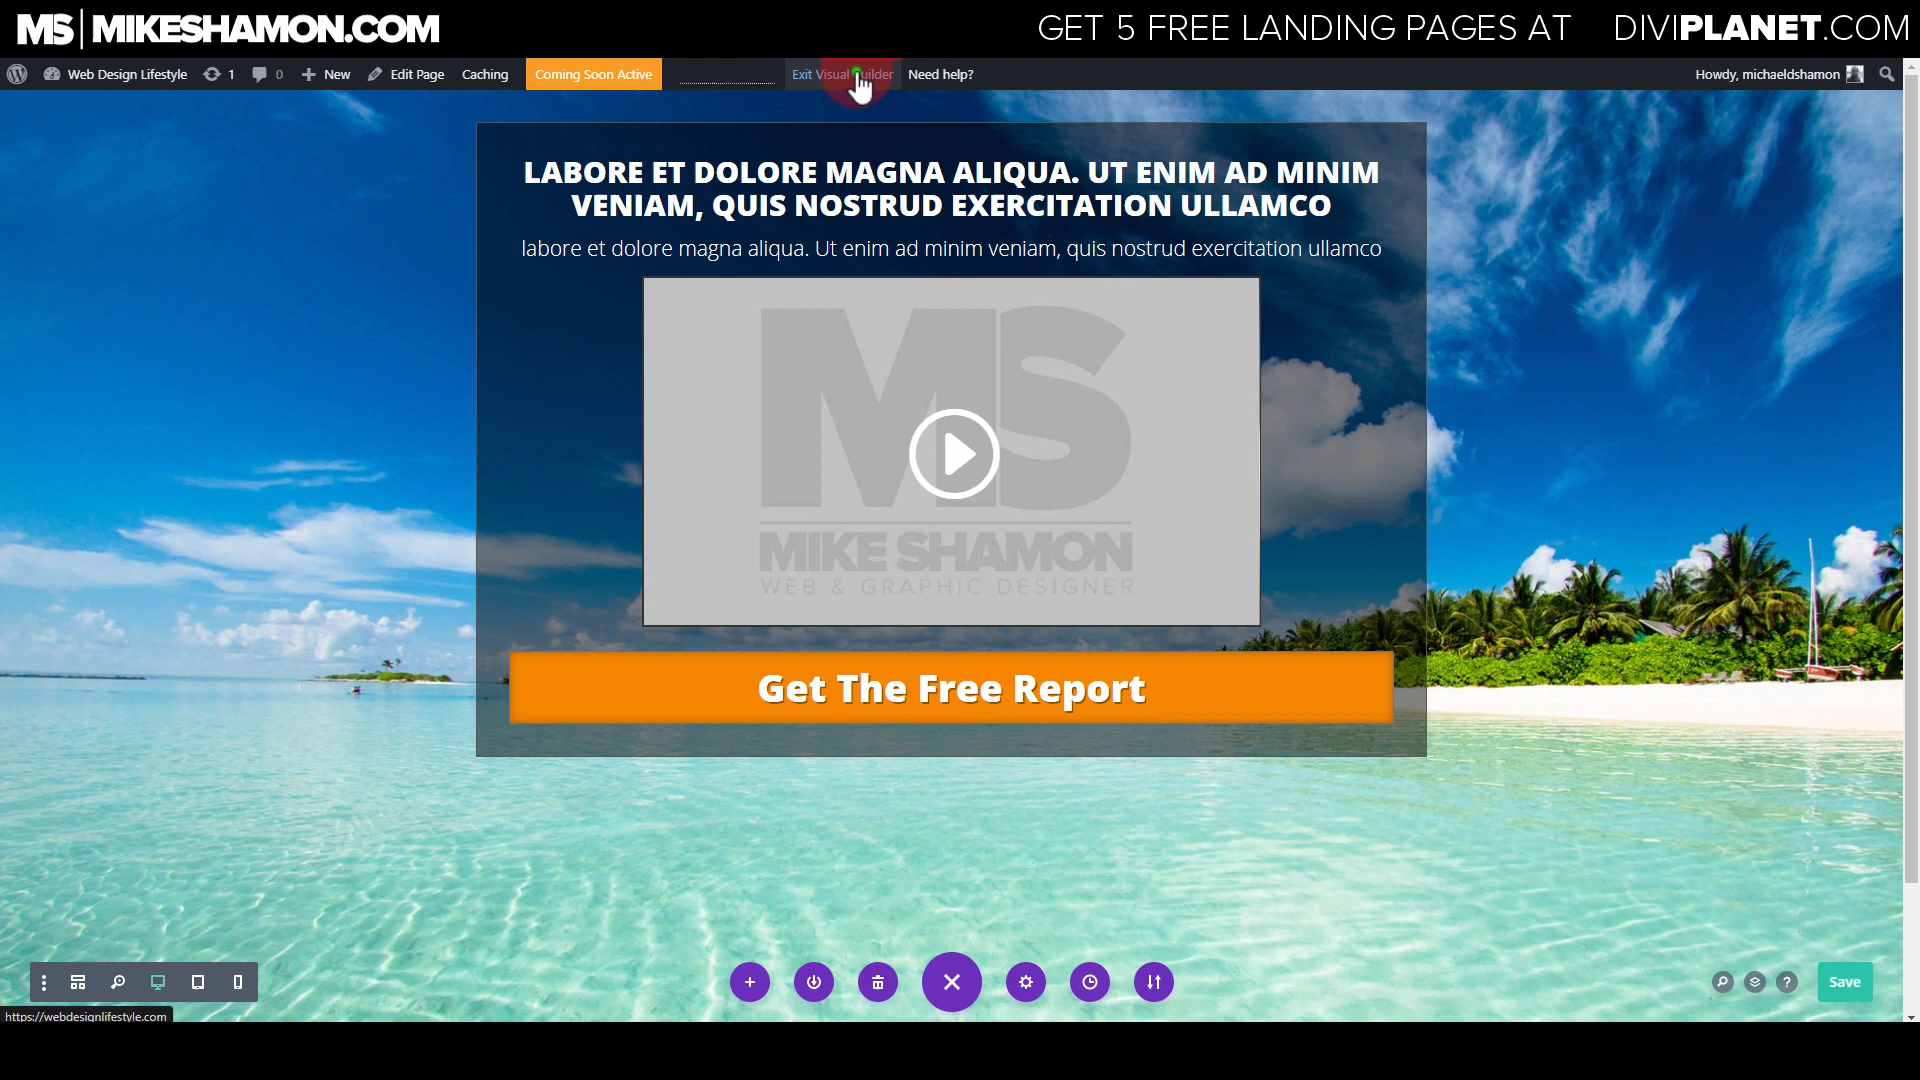 MS | MIKESHAMON.COM
GET 5 FREE LANDING PAGES AT DIVIPLANET.COM
Web Design Lifestyle 1 0 New Edit Page Caching Coming Soon Active Exit Visual Builder Need help? Howdy, michaeldshamon
LABORE ET DOLORE MAGNA ALIQUA. UT ENIM AD MINIM
VENIAM, QUIS NOSTRUD EXERCITATION ULLAMCO
labore et dolore magna aliqua. Ut enim ad minim veniam, quis nostrud exercitation ullamco
MS
MIKE SHAMON
WEB & GRAPHIC DESIGNER
Get The Free Report
? Save
https://webdesignlifestyle.com